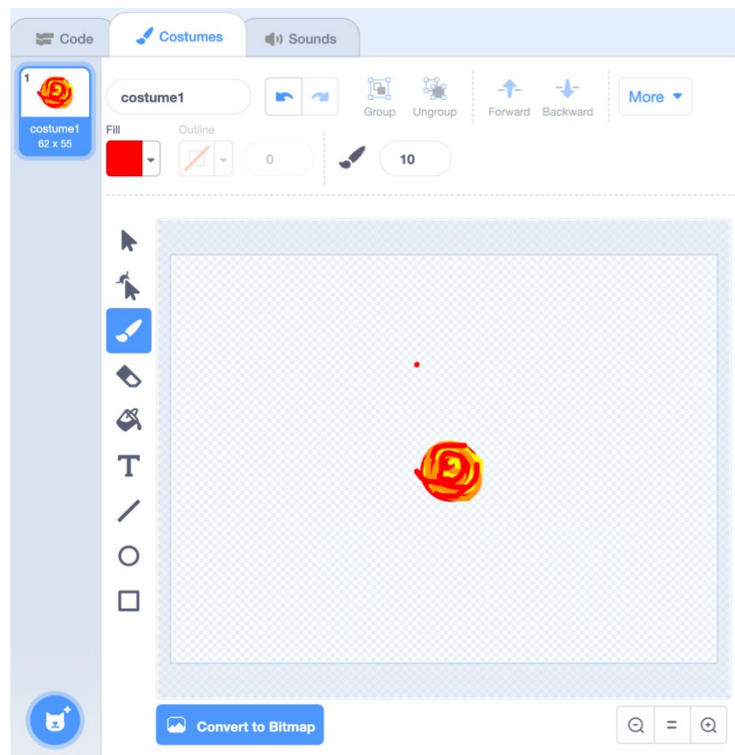 Code
Costumes
Sounds
1
costume1
62 x 55
costume1
Group
Ungroup
Forward
Backward
More
Fill
Outline
0
10
T
Convert to Bitmap